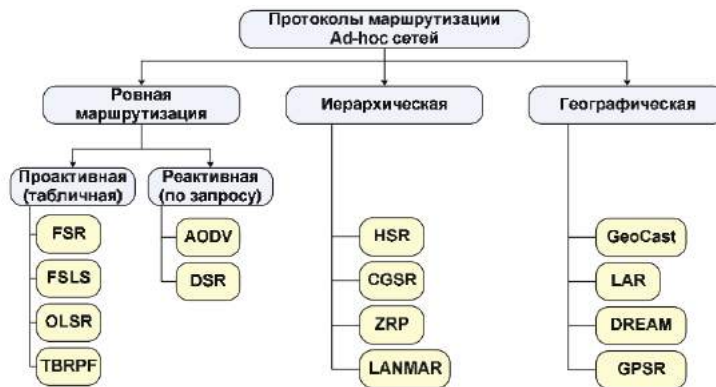 Протоколы маршрутизации
Ad-hoc сетей
Ровная
маршрутизация
Иерархическая
Географическая
Проактивная
(табличная)
Реактивная
(по запросу)
FSR
FSLS
OLSR
TBRPF
AODV
DSR
HSR
CGSR
ZRP
LANMAR
GeoCast
LAR
DREAM
GPSR